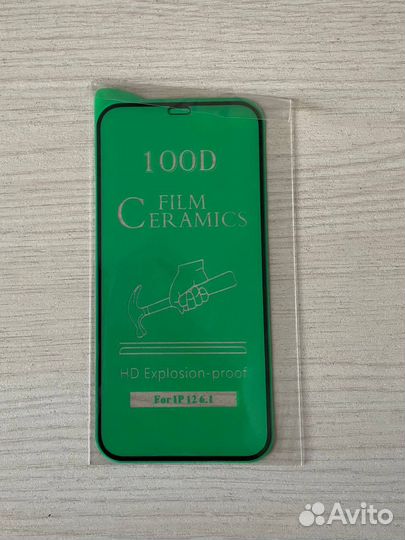 100D
FILM
CERAMICS
HD Explosion-proof
For IP 12 6.1
Avito